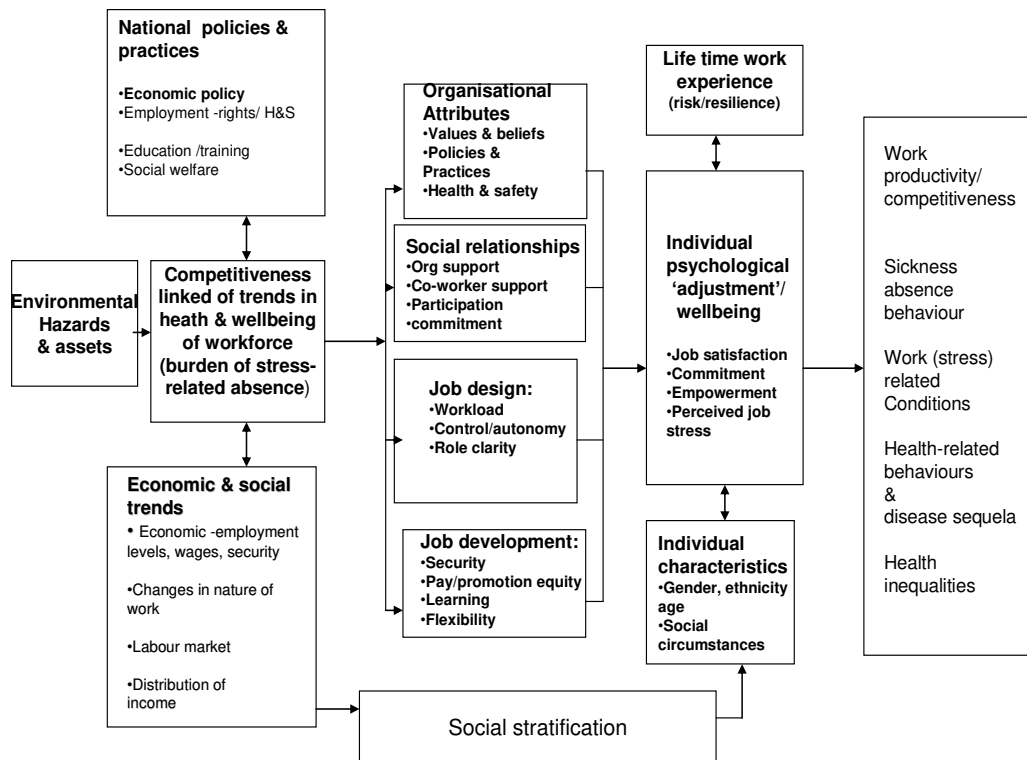 National policies &
practices
•Economic policy
•Employment -rights/ H&S
•Education /training
•Social welfare
Environmental
Hazards
& assets
Competitiveness
linked of trends in
heath & wellbeing
of workforce
(burden of stress-
related absence)
Economic & social
trends
• Economic -employment
levels, wages, security
•Changes in nature of
work
•Labour market
•Distribution of
income
Organisational
Attributes
•Values & beliefs
•Policies &
Practices
•Health & safety
Social relationships
•Org support
•Co-worker support
•Participation
•commitment
Job design:
•Workload
•Control/autonomy
•Role clarity
Job development:
•Security
•Pay/promotion equity
•Learning
•Flexibility
Social stratification
Life time work
experience
(risk/resilience)
Individual
psychological
‘adjustment’/
wellbeing
•Job satisfaction
•Commitment
•Empowerment
•Perceived job
stress
Individual
characteristics
•Gender, ethnicity
age
•Social
circumstances
Work
productivity/
competitiveness
Sickness
absence
behaviour
Work (stress)
related
Conditions
Health-related
behaviours
&
disease sequela
Health
inequalities